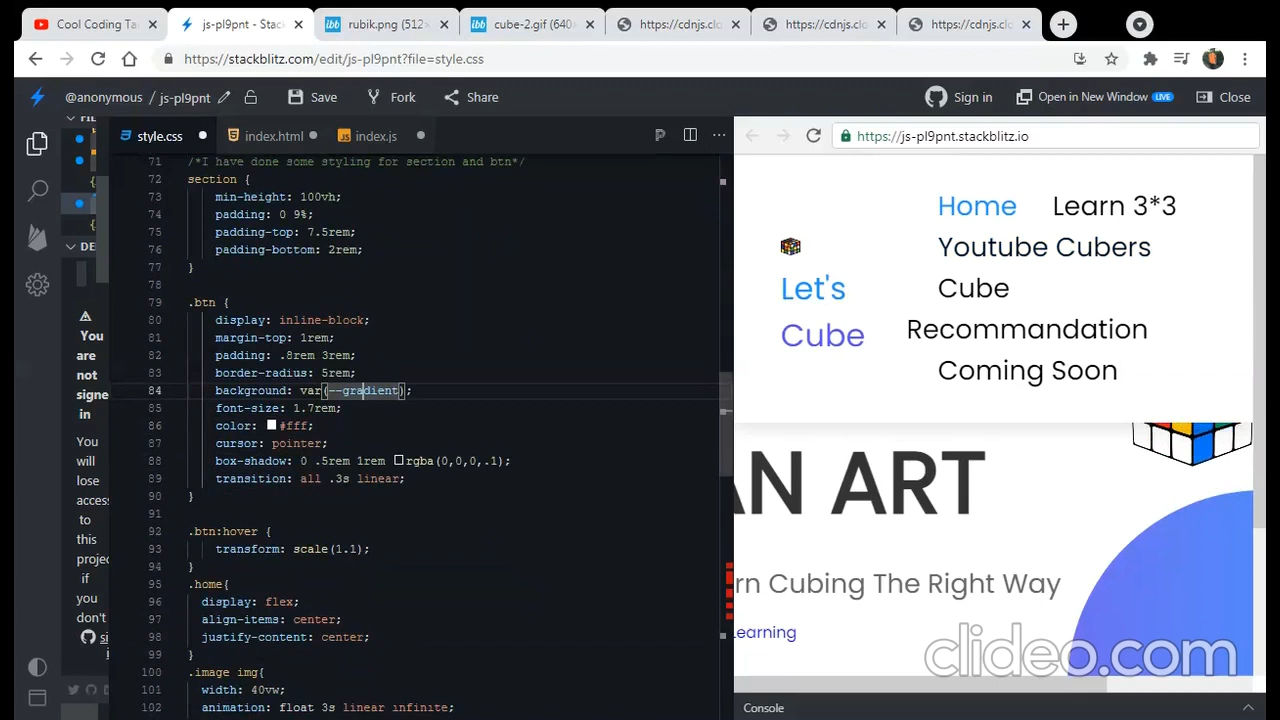 Cool Coding Ta
js-pl9pnt - Stack
rubik.png (512×
cube-2.gif (640×
https://cdnjs.clo
https://cdnjs.clo
https://cdnjs.clo
https://stackblitz.com/edit/js-pl9pnt?file=style.css
@anonymous / js-pl9pnt
Save
Fork
Share
Sign in
Open in New Window LIVE
Close
style.css
index.html
JS index.js
https://js-pl9pnt.stackblitz.io
71 /*I have done some styling for section and btn*/
72 section {
73 min-height: 100vh;
74 padding: 0 9%;
75 padding-top: 7.5rem;
76 padding-bottom: 2rem;
77 }
78
79 .btn {
80 display: inline-block;
81 margin-top: 1rem;
82 padding: .8rem 3rem;
83 border-radius: 5rem;
84 background: var(--gradient);
85 font-size: 1.7rem;
86 color: #fff;
87 cursor: pointer;
88 box-shadow: 0 .5rem 1rem rgba(0,0,0,.1);
89 transition: all .3s linear;
90 }
91
92 .btn:hover {
93 transform: scale(1.1);
94 }
95 .home{
96 display: flex;
97 align-items: center;
98 justify-content: center;
99 }
100 .image img{
101 width: 40vw;
102 animation: float 3s linear infinite;
You
are
not
signe
in
You
will
lose
acces
to
this
projec
if
you
don't
Home Learn 3*3
Youtube Cubers
Let's
Cube
Cube
Recommandation
Coming Soon
AN ART
rn Cubing The Right Way
Learning
clideo.com
Console